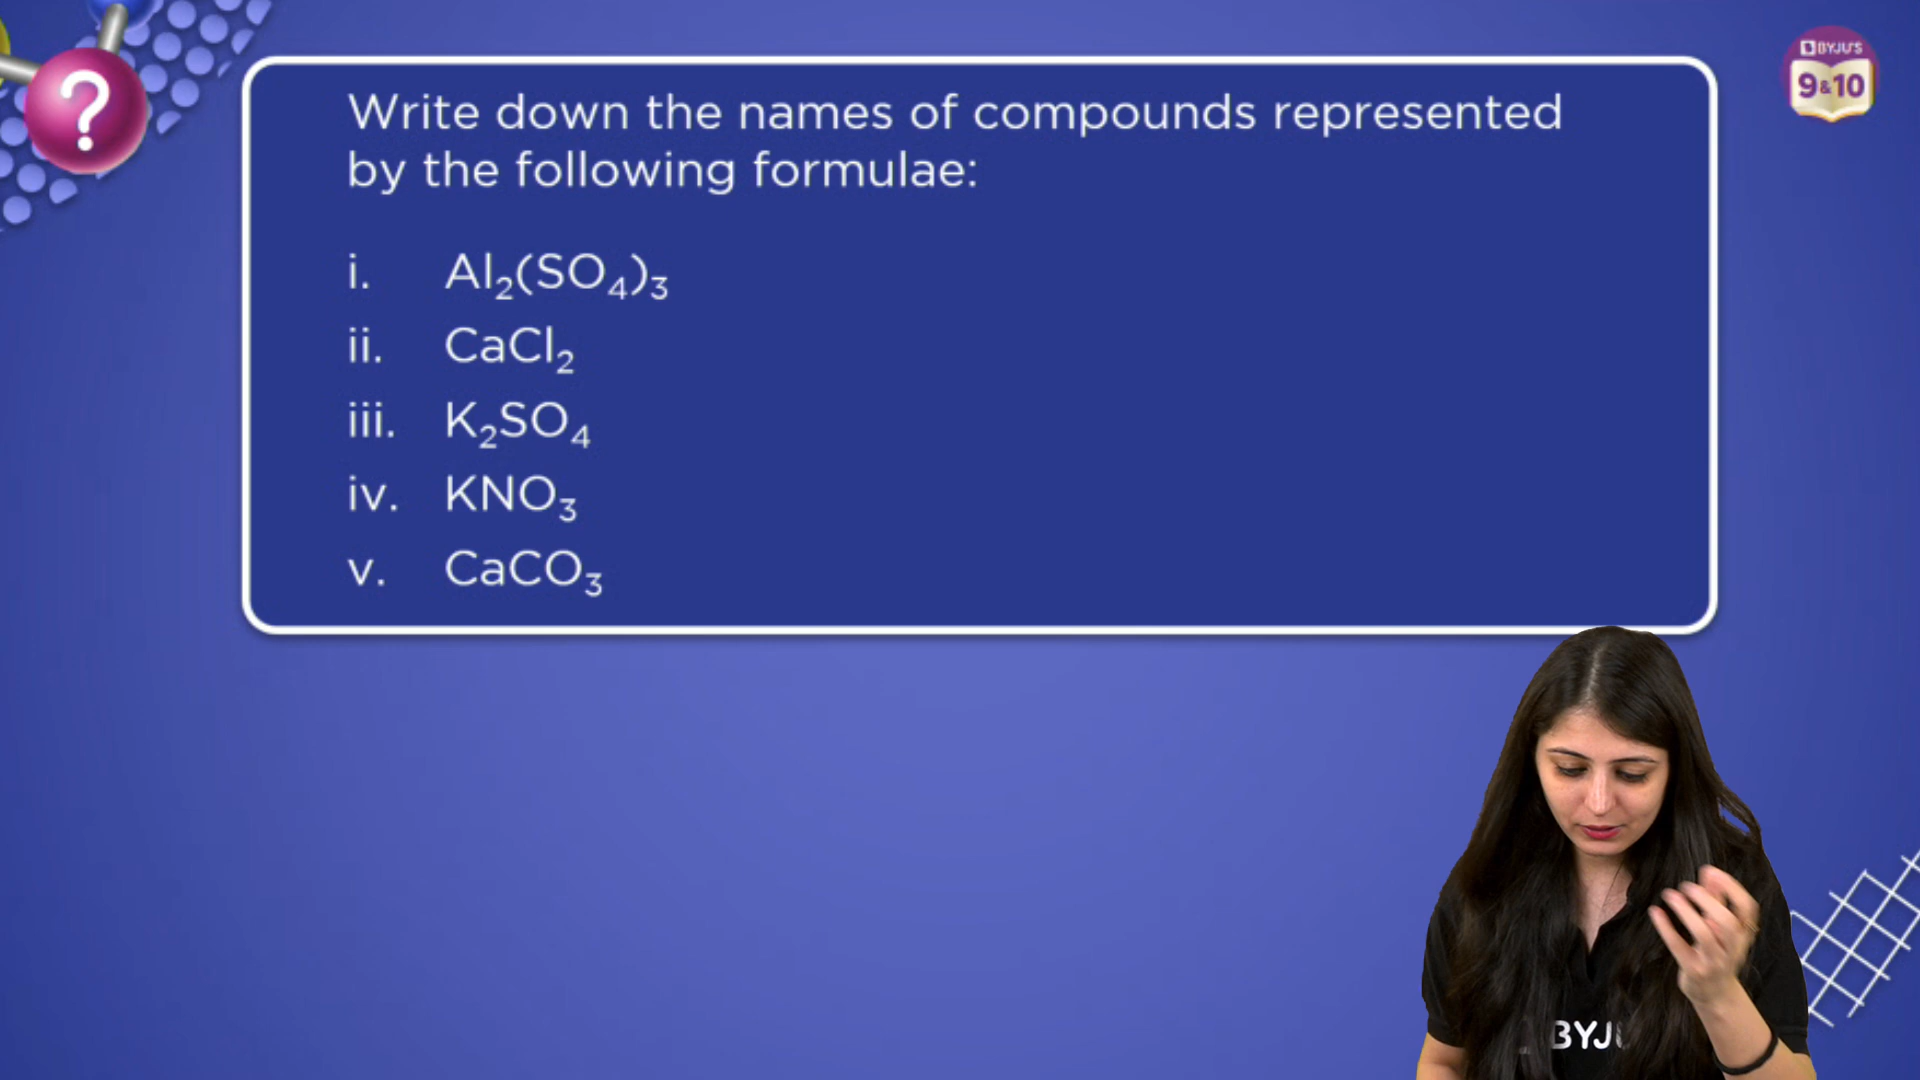 BYJU'S
9&10
Write down the names of compounds represented
by the following formulae:
i. Al₂(SO₄)₃
ii. CaCl₂
iii. K₂SO₄
iv. KNO₃
v. CaCO₃
?